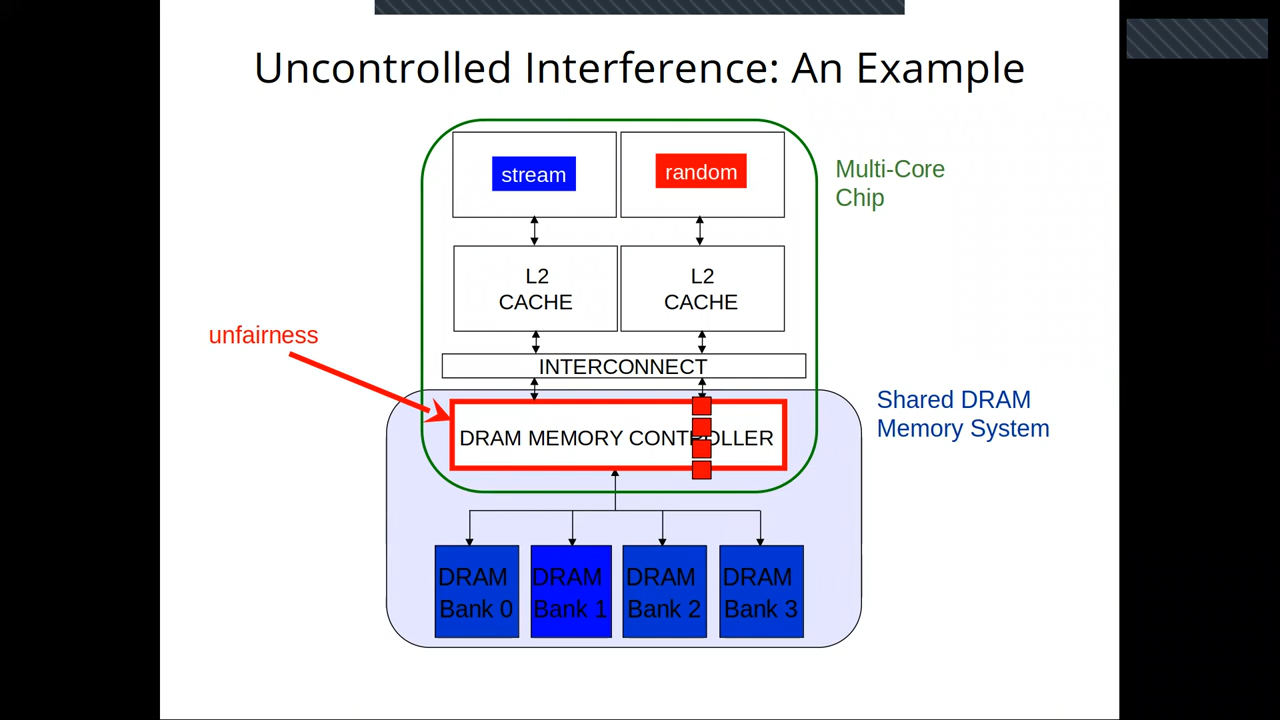 Uncontrolled Interference: An Example
stream
random
Multi-Core
Chip
L2
CACHE
L2
CACHE
unfairness
INTERCONNECT
Shared DRAM
Memory System
DRAM MEMORY CONTROLLER
DRAM
Bank 0
DRAM
Bank 1
DRAM
Bank 2
DRAM
Bank 3